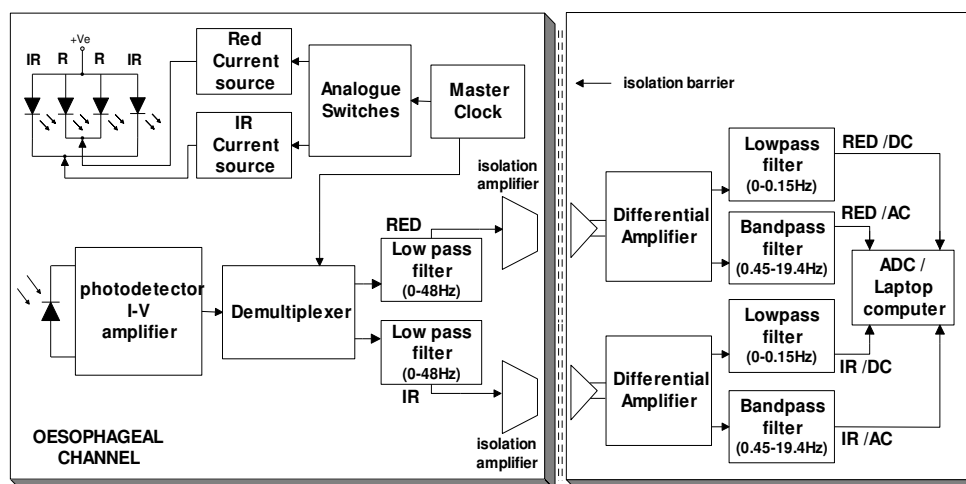 +Ve
IR R R IR
Red
Current
source
IR
Current
source
Analogue
Switches
Master
Clock
isolation
amplifier
RED
Low pass
filter
(0-48Hz)
photodetector
I-V
amplifier
Demultiplexer
Low pass
filter
(0-48Hz)
IR
isolation
amplifier
OESOPHAGEAL
CHANNEL
isolation barrier
Differential
Amplifier
Lowpass
filter
(0-0.15Hz)
RED /DC
Bandpass
filter
(0.45-19.4Hz)
RED /AC
ADC /
Laptop
computer
Differential
Amplifier
Lowpass
filter
(0-0.15Hz)
IR /DC
Bandpass
filter
(0.45-19.4Hz)
IR /AC